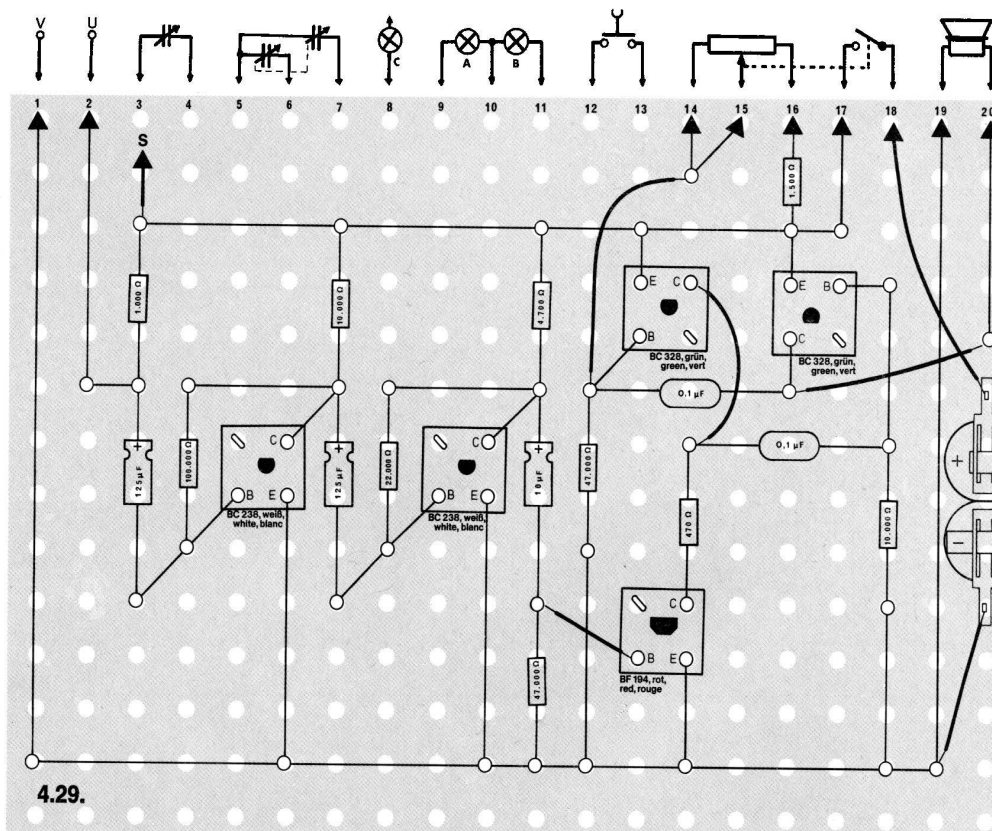 V U
C
A B
1 2 3 4 5 6 7 8 9 10 11 12 13 14 15 16 17 18 19 20
S
1.500 Ω
1.000 Ω
10.000 Ω
4.700 Ω
E C
B
BC 328, grün,
green, vert
E B
C
BC 328, grün,
green, vert
0,1 µF
0,1 µF
+
125 µF
100.000 Ω
C
B E
BC 238, weiß,
white, blanc
+
125 µF
22.000 Ω
C
B E
BC 238, weiß,
white, blanc
+
10 µF
47.000 Ω
470 Ω
10.000 Ω
+
−
C
B E
BF 194, rot,
red, rouge
47.000 Ω
4.29.